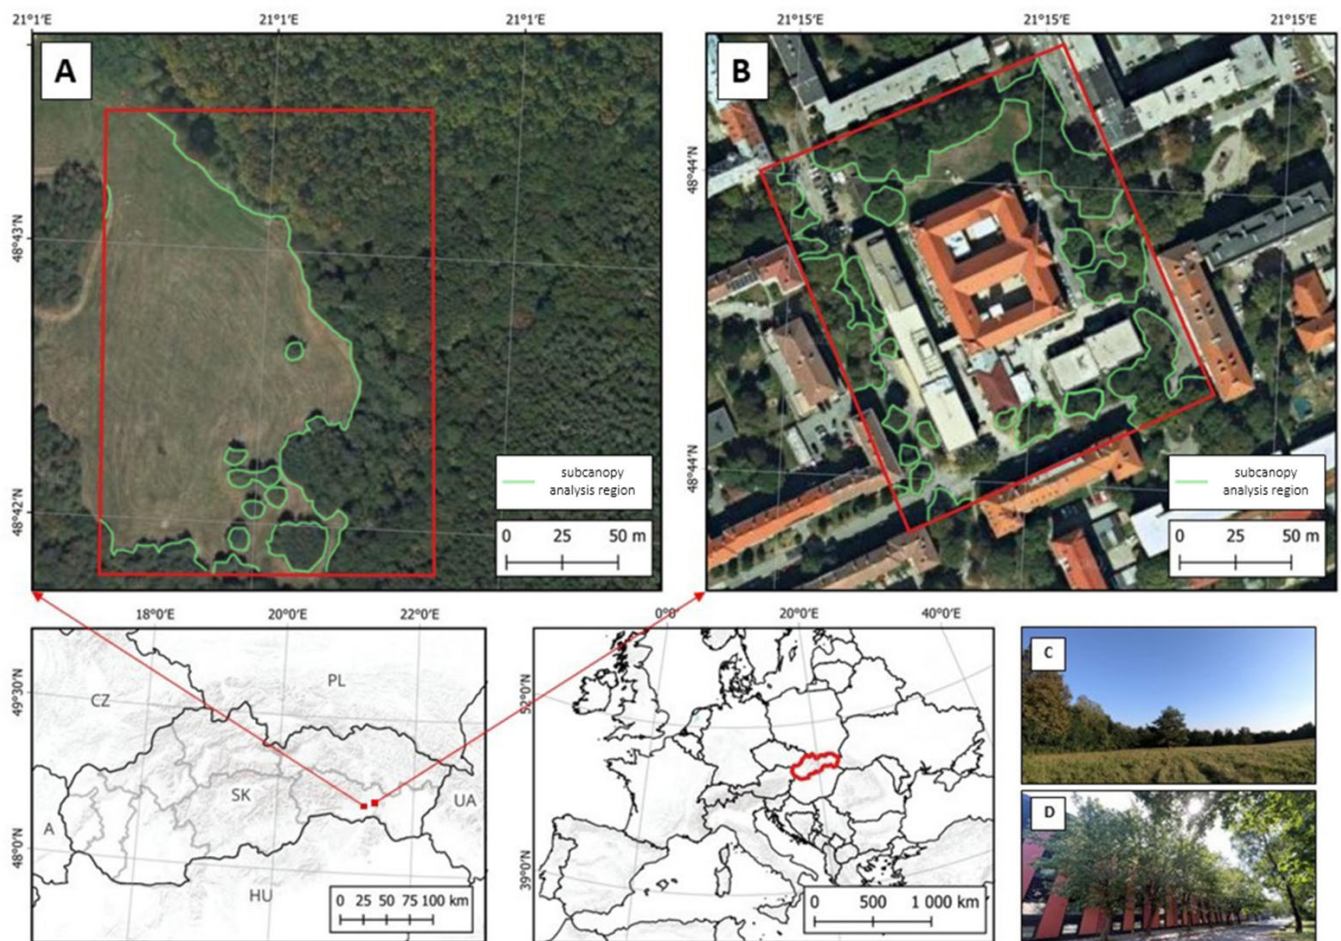 21°1'E 21°1'E 21°1'E
21°15'E 21°15'E 21°15'E
A
B
48°43'N
48°42'N
48°44'N
48°44'N
subcanopy
analysis region
0 25 50 m
subcanopy
analysis region
0 25 50 m
18°0'E 20°0'E 22°0'E
0°0' 20°0'E 40°0'E
49°30'N
48°0'N
CZ
PL
SK
UA
A
HU
0 25 50 75 100 km
52°0'N
39°0'N
0 500 1 000 km
C
D